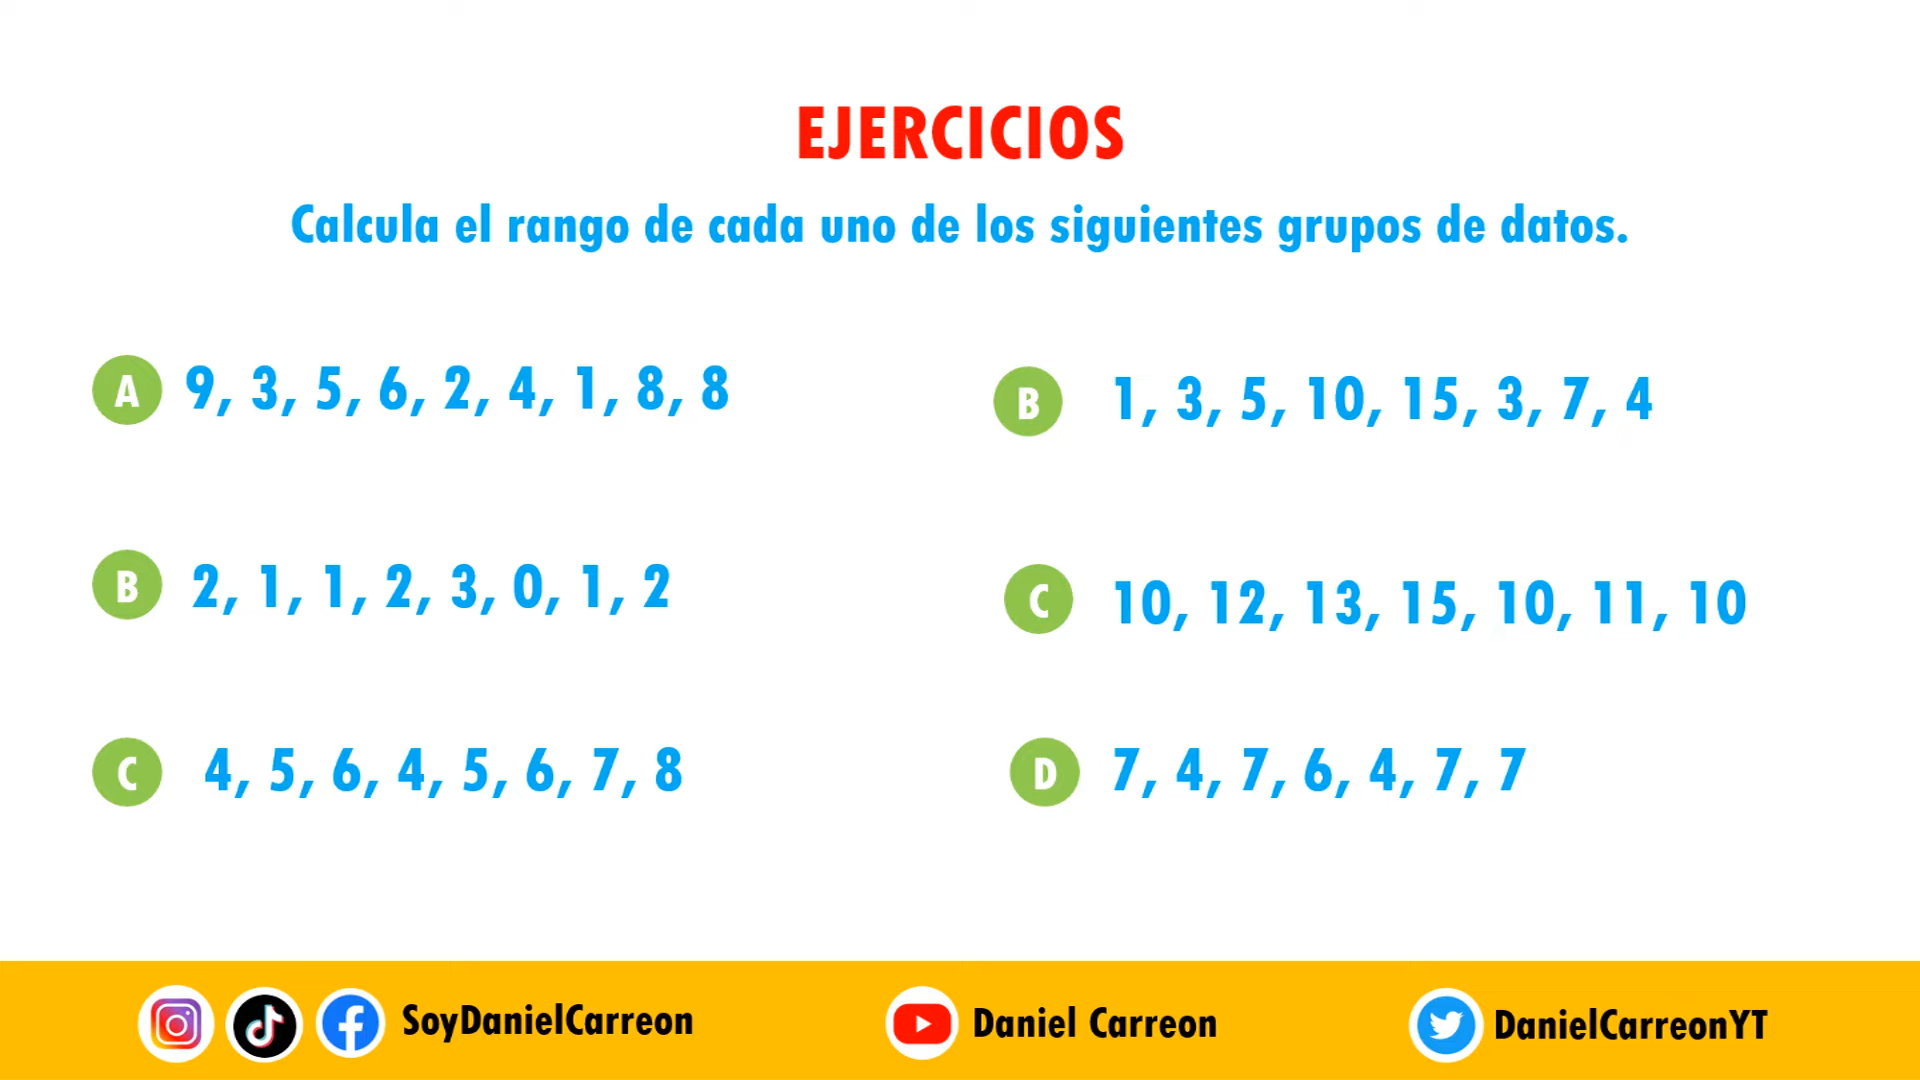 EJERCICIOS
Calcula el rango de cada uno de los siguientes grupos de datos.
A 9, 3, 5, 6, 2, 4, 1, 8, 8
B 1, 3, 5, 10, 15, 3, 7, 4
B 2, 1, 1, 2, 3, 0, 1, 2
C 10, 12, 13, 15, 10, 11, 10
C 4, 5, 6, 4, 5, 6, 7, 8
D 7, 4, 7, 6, 4, 7, 7
SoyDanielCarreon
Daniel Carreon
DanielCarreonYT